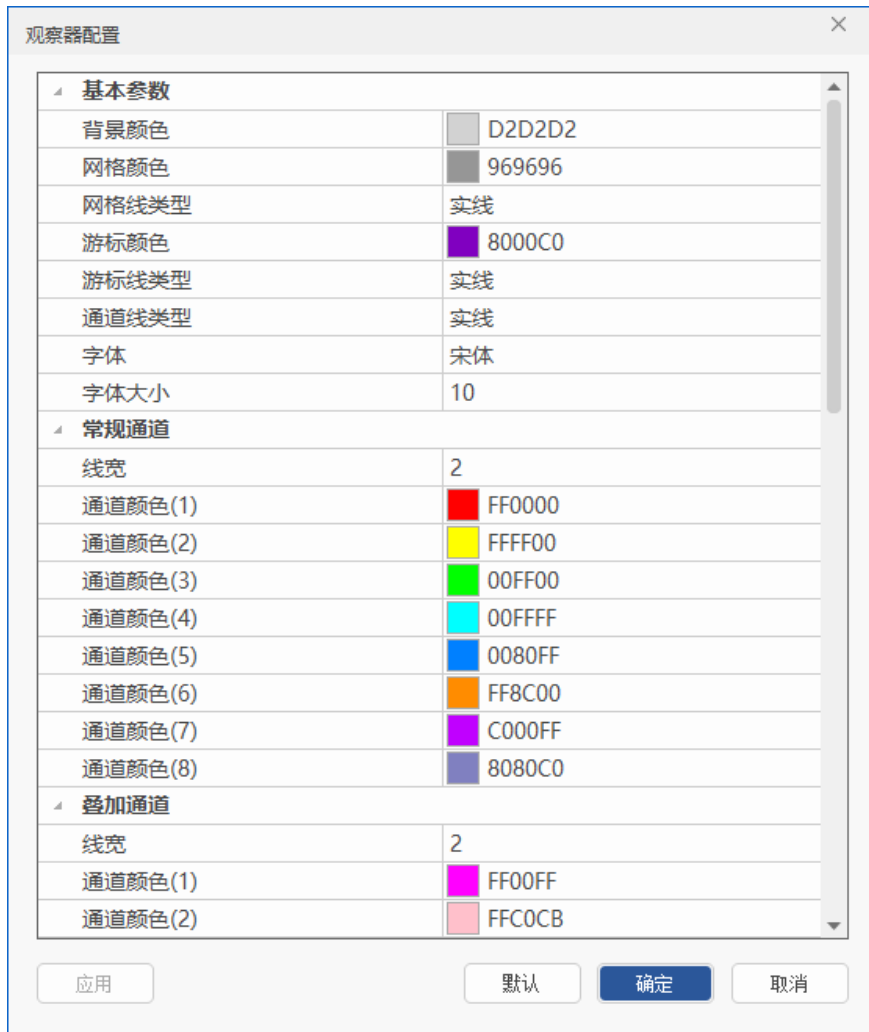 观察器配置
基本参数
背景颜色 D2D2D2
网格颜色 969696
网格线类型 实线
游标颜色 8000C0
游标线类型 实线
通道线类型 实线
字体 宋体
字体大小 10
常规通道
线宽 2
通道颜色(1) FF0000
通道颜色(2) FFFF00
通道颜色(3) 00FF00
通道颜色(4) 00FFFF
通道颜色(5) 0080FF
通道颜色(6) FF8C00
通道颜色(7) C000FF
通道颜色(8) 8080C0
叠加通道
线宽 2
通道颜色(1) FF00FF
通道颜色(2) FFC0CB
应用 默认 确定 取消